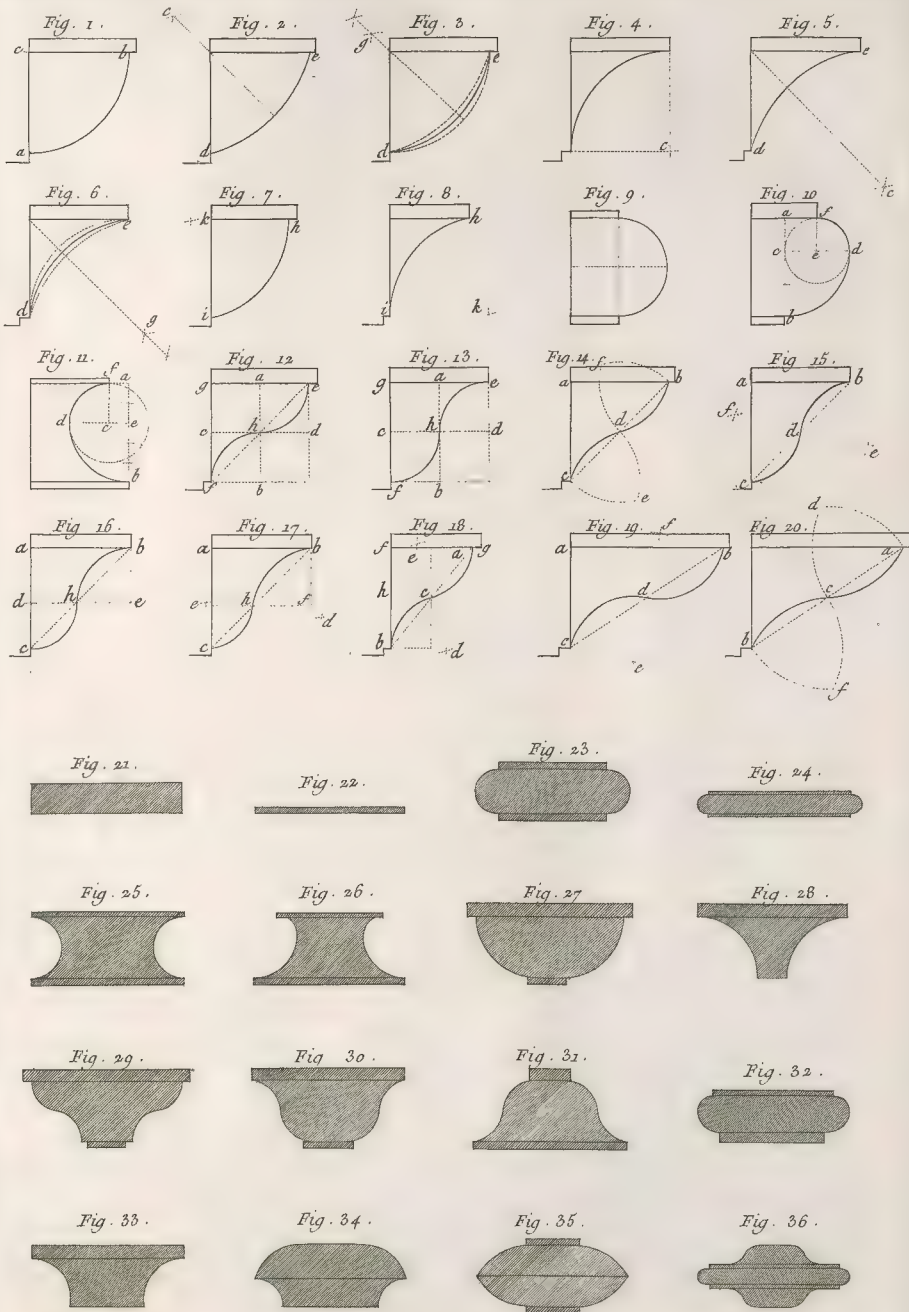 Fig. 1.
c
b
a
Fig. 2
c
e
d
Fig. 3
g
e
d
Fig. 4
c
Fig. 5
e
d
c
Fig. 6
e
d
g
Fig. 7.
k
h
i
Fig. 8
h
i
k
Fig. 9
Fig. 10
a f
c e d
b
Fig. 11.
f a
d c e
b
Fig. 12
g a e
c h d
f b
Fig. 13.
g a e
c h d
f b
Fig. 14.
f
a b
d
c e
Fig. 15
a b
f
d
e
c
Fig. 16
a b
d h e
c
Fig. 17.
a b
e h f
d
c
Fig. 18
f e a g
h c
b d
Fig. 19.
f
a b
d
c e
Fig. 20
d
a
c
b
f
Fig. 21.
Fig. 22.
Fig. 23.
Fig. 24.
Fig. 25.
Fig. 26.
Fig. 27
Fig. 28.
Fig. 29.
Fig 30.
Fig. 31.
Fig. 32.
Fig. 33.
Fig. 34.
Fig. 35.
Fig. 36.